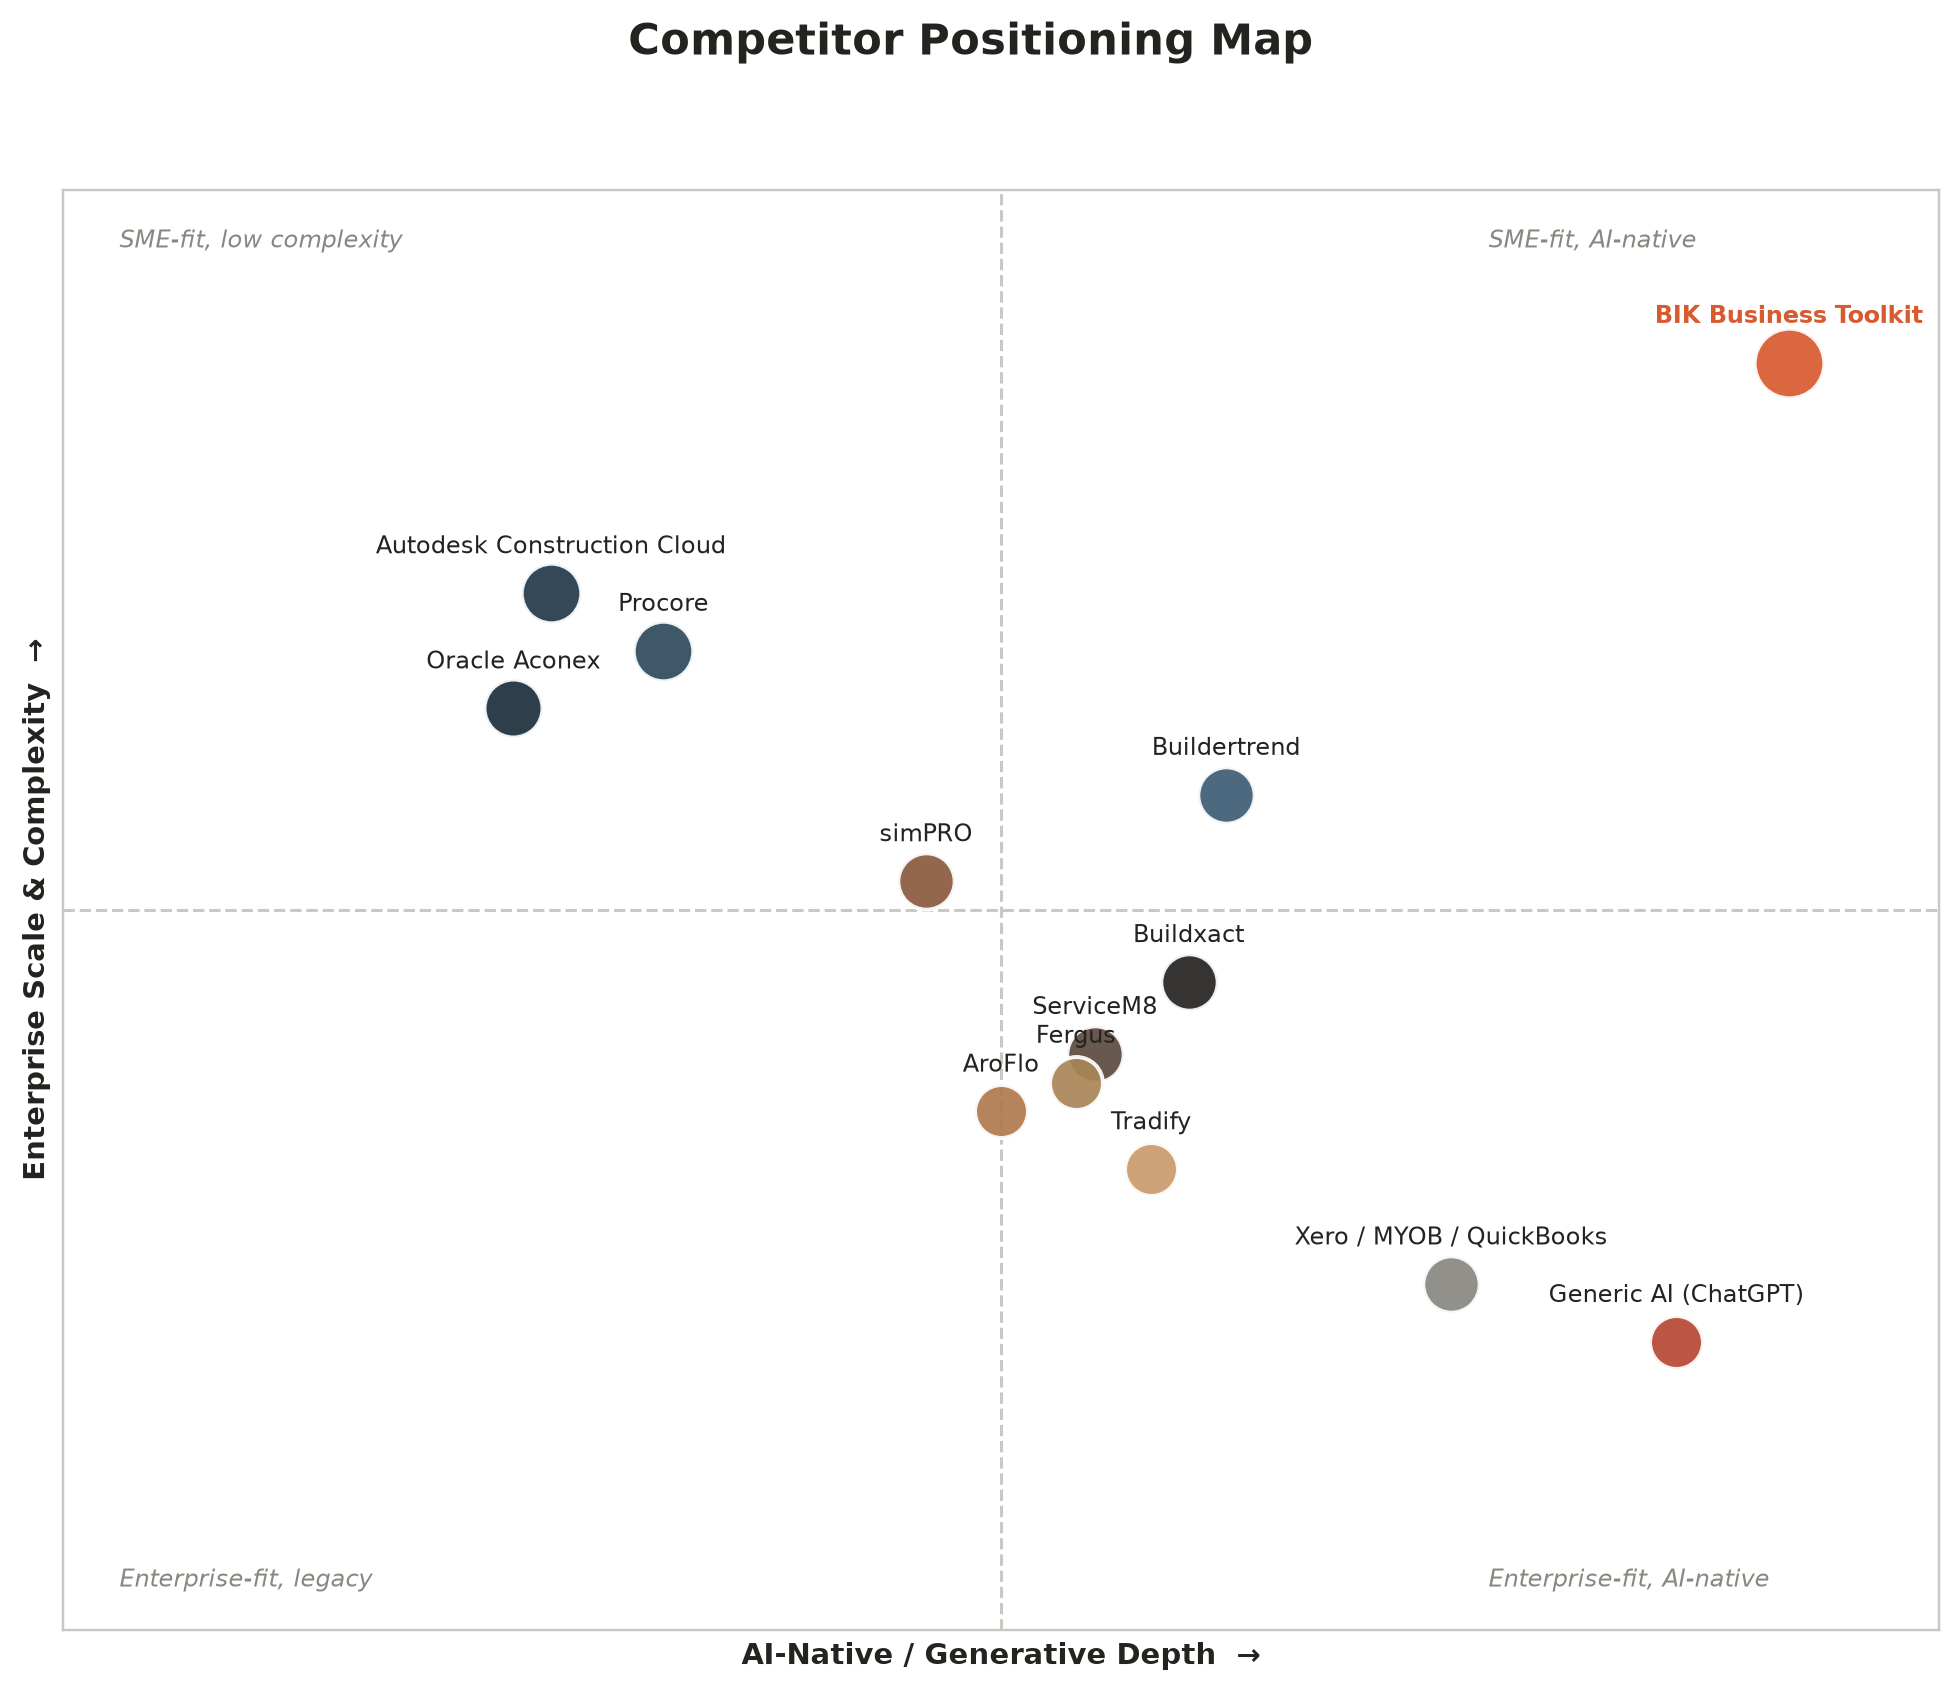 Competitor Positioning Map
SME-fit, low complexity
SME-fit, AI-native
BIK Business Toolkit
Autodesk Construction Cloud
Procore
Oracle Aconex
Buildertrend
simPRO
Buildxact
ServiceM8
Fergus
AroFlo
Tradify
Xero / MYOB / QuickBooks
Generic AI (ChatGPT)
Enterprise-fit, legacy
Enterprise-fit, AI-native
Enterprise Scale & Complexity →
AI-Native / Generative Depth →